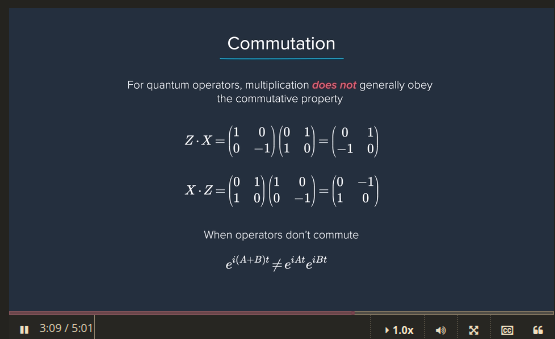 Commutation
For quantum operators, multiplication does not generally obey
the commutative property
Z·X=(1 0 0 −1)(0 1 1 0)=(0 1 −1 0)
X·Z=(0 1 1 0)(1 0 0 −1)=(0 −1 1 0)
When operators don't commute
e^{i(A+B)t}≠e^{iAt}e^{iBt}
3:09 / 5:01
1.0x
CC